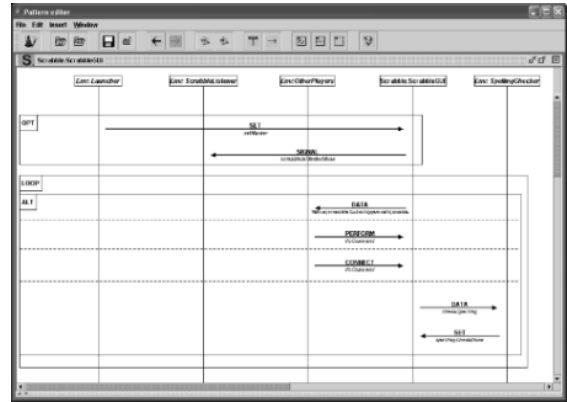 Pattern editor
File Edit Insert Window
S Scrabble:ScrabbleGUI
Env: Launcher
Env: ScrabbleListener
Env:OtherPlayers
Scrabble:ScrabbleGUI
Env: SpellingChecker
OPT
SET
SIGNAL
LOOP
ALT
DATA
PERFORM
CONNECT
DATA
GET